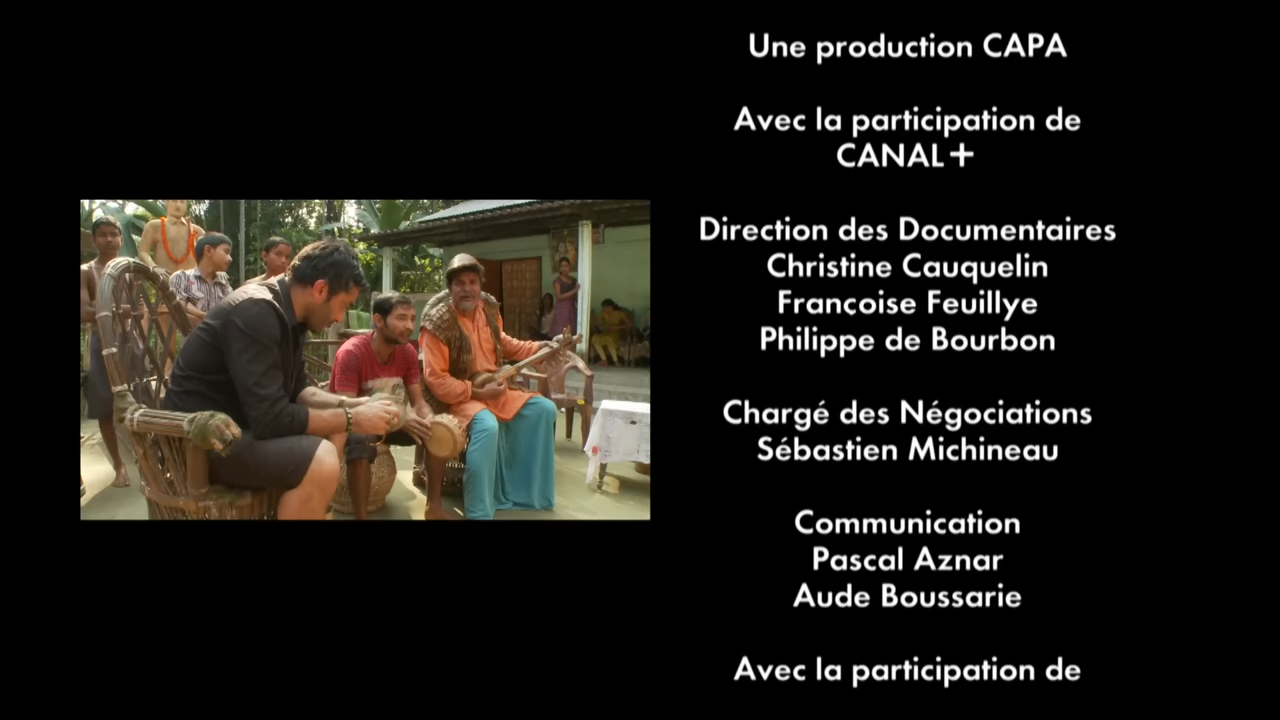 Une production CAPA
Avec la participation de
CANAL+
Direction des Documentaires
Christine Cauquelin
Françoise Feuillye
Philippe de Bourbon
Chargé des Négociations
Sébastien Michineau
Communication
Pascal Aznar
Aude Boussarie
Avec la participation de